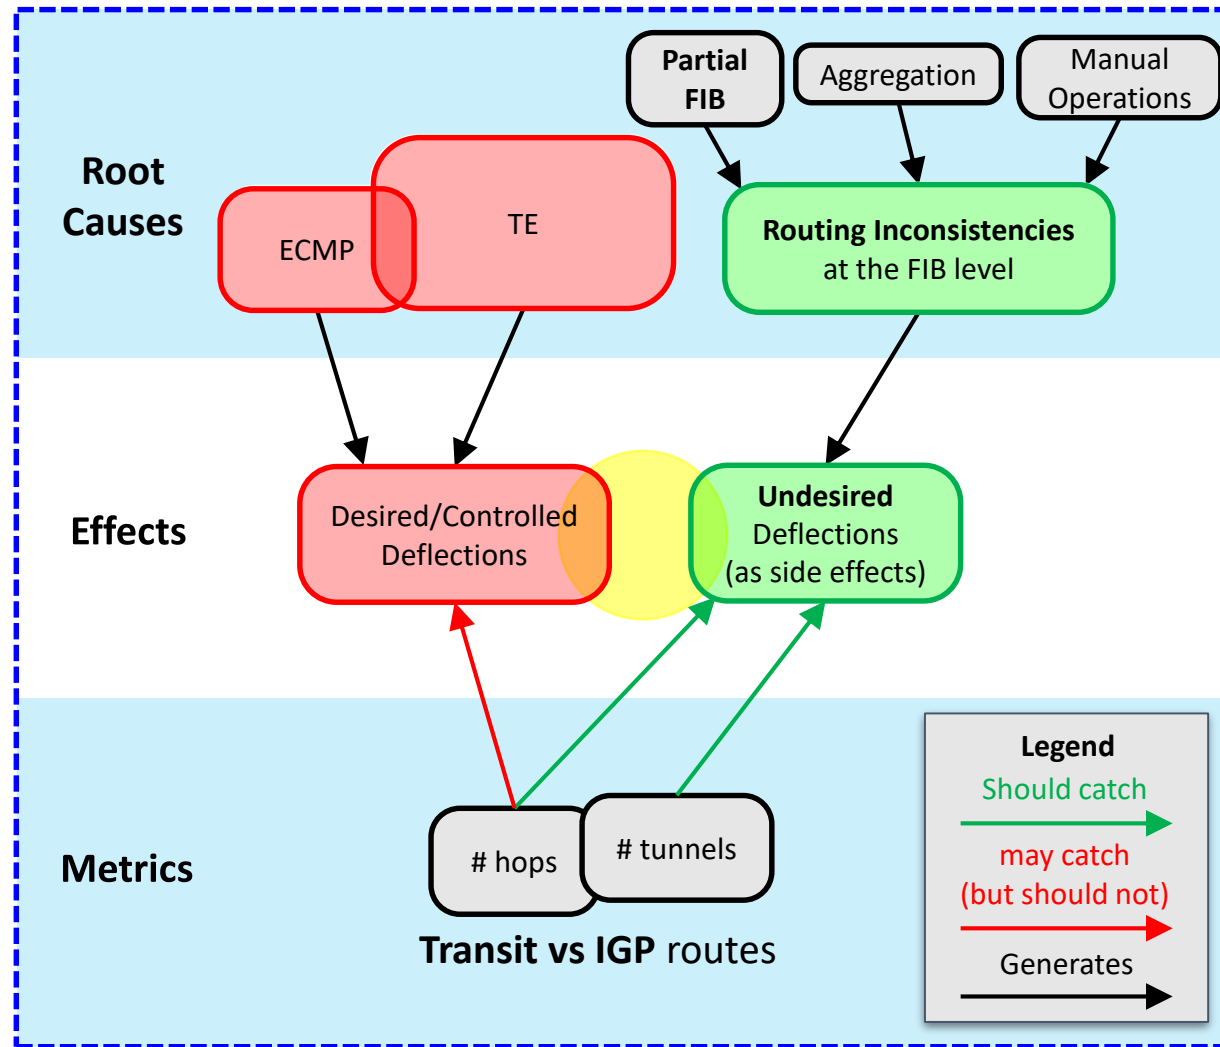 Partial
FIB
Aggregation
Manual
Operations
Root
Causes
ECMP
TE
Routing Inconsistencies
at the FIB level
Effects
Desired/Controlled
Deflections
Undesired
Deflections
(as side effects)
Metrics
# hops
# tunnels
Transit vs IGP routes
Legend
Should catch
may catch
(but should not)
Generates